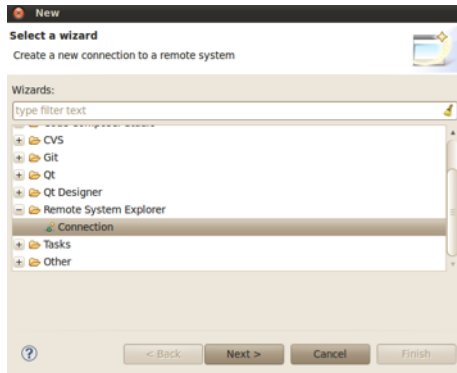 New
Select a wizard
Create a new connection to a remote system
Wizards:
type filter text
CVS
Git
Qt
Qt Designer
Remote System Explorer
Connection
Tasks
Other
< Back Next > Cancel Finish